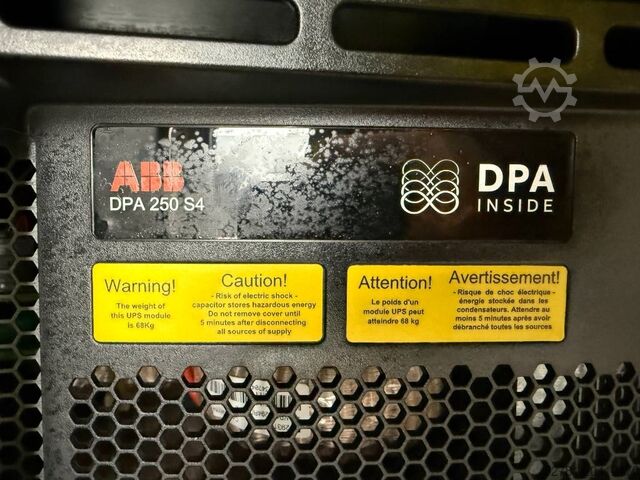 ABB
DPA 250 S4
DPA
INSIDE
Warning!
The weight of
this UPS module
is 68Kg
Caution!
- Risk of electric shock -
capacitor stores hazardous energy
Do not remove cover until
5 minutes after disconnecting
all sources of supply
Attention!
Le poids d'un
module UPS peut
atteindre 68 kg
Avertissement!
- Risque de choc électrique -
énergie stockée dans les
condensateurs. Attendre au
moins 5 minutes après avoir
débranché toutes les sources